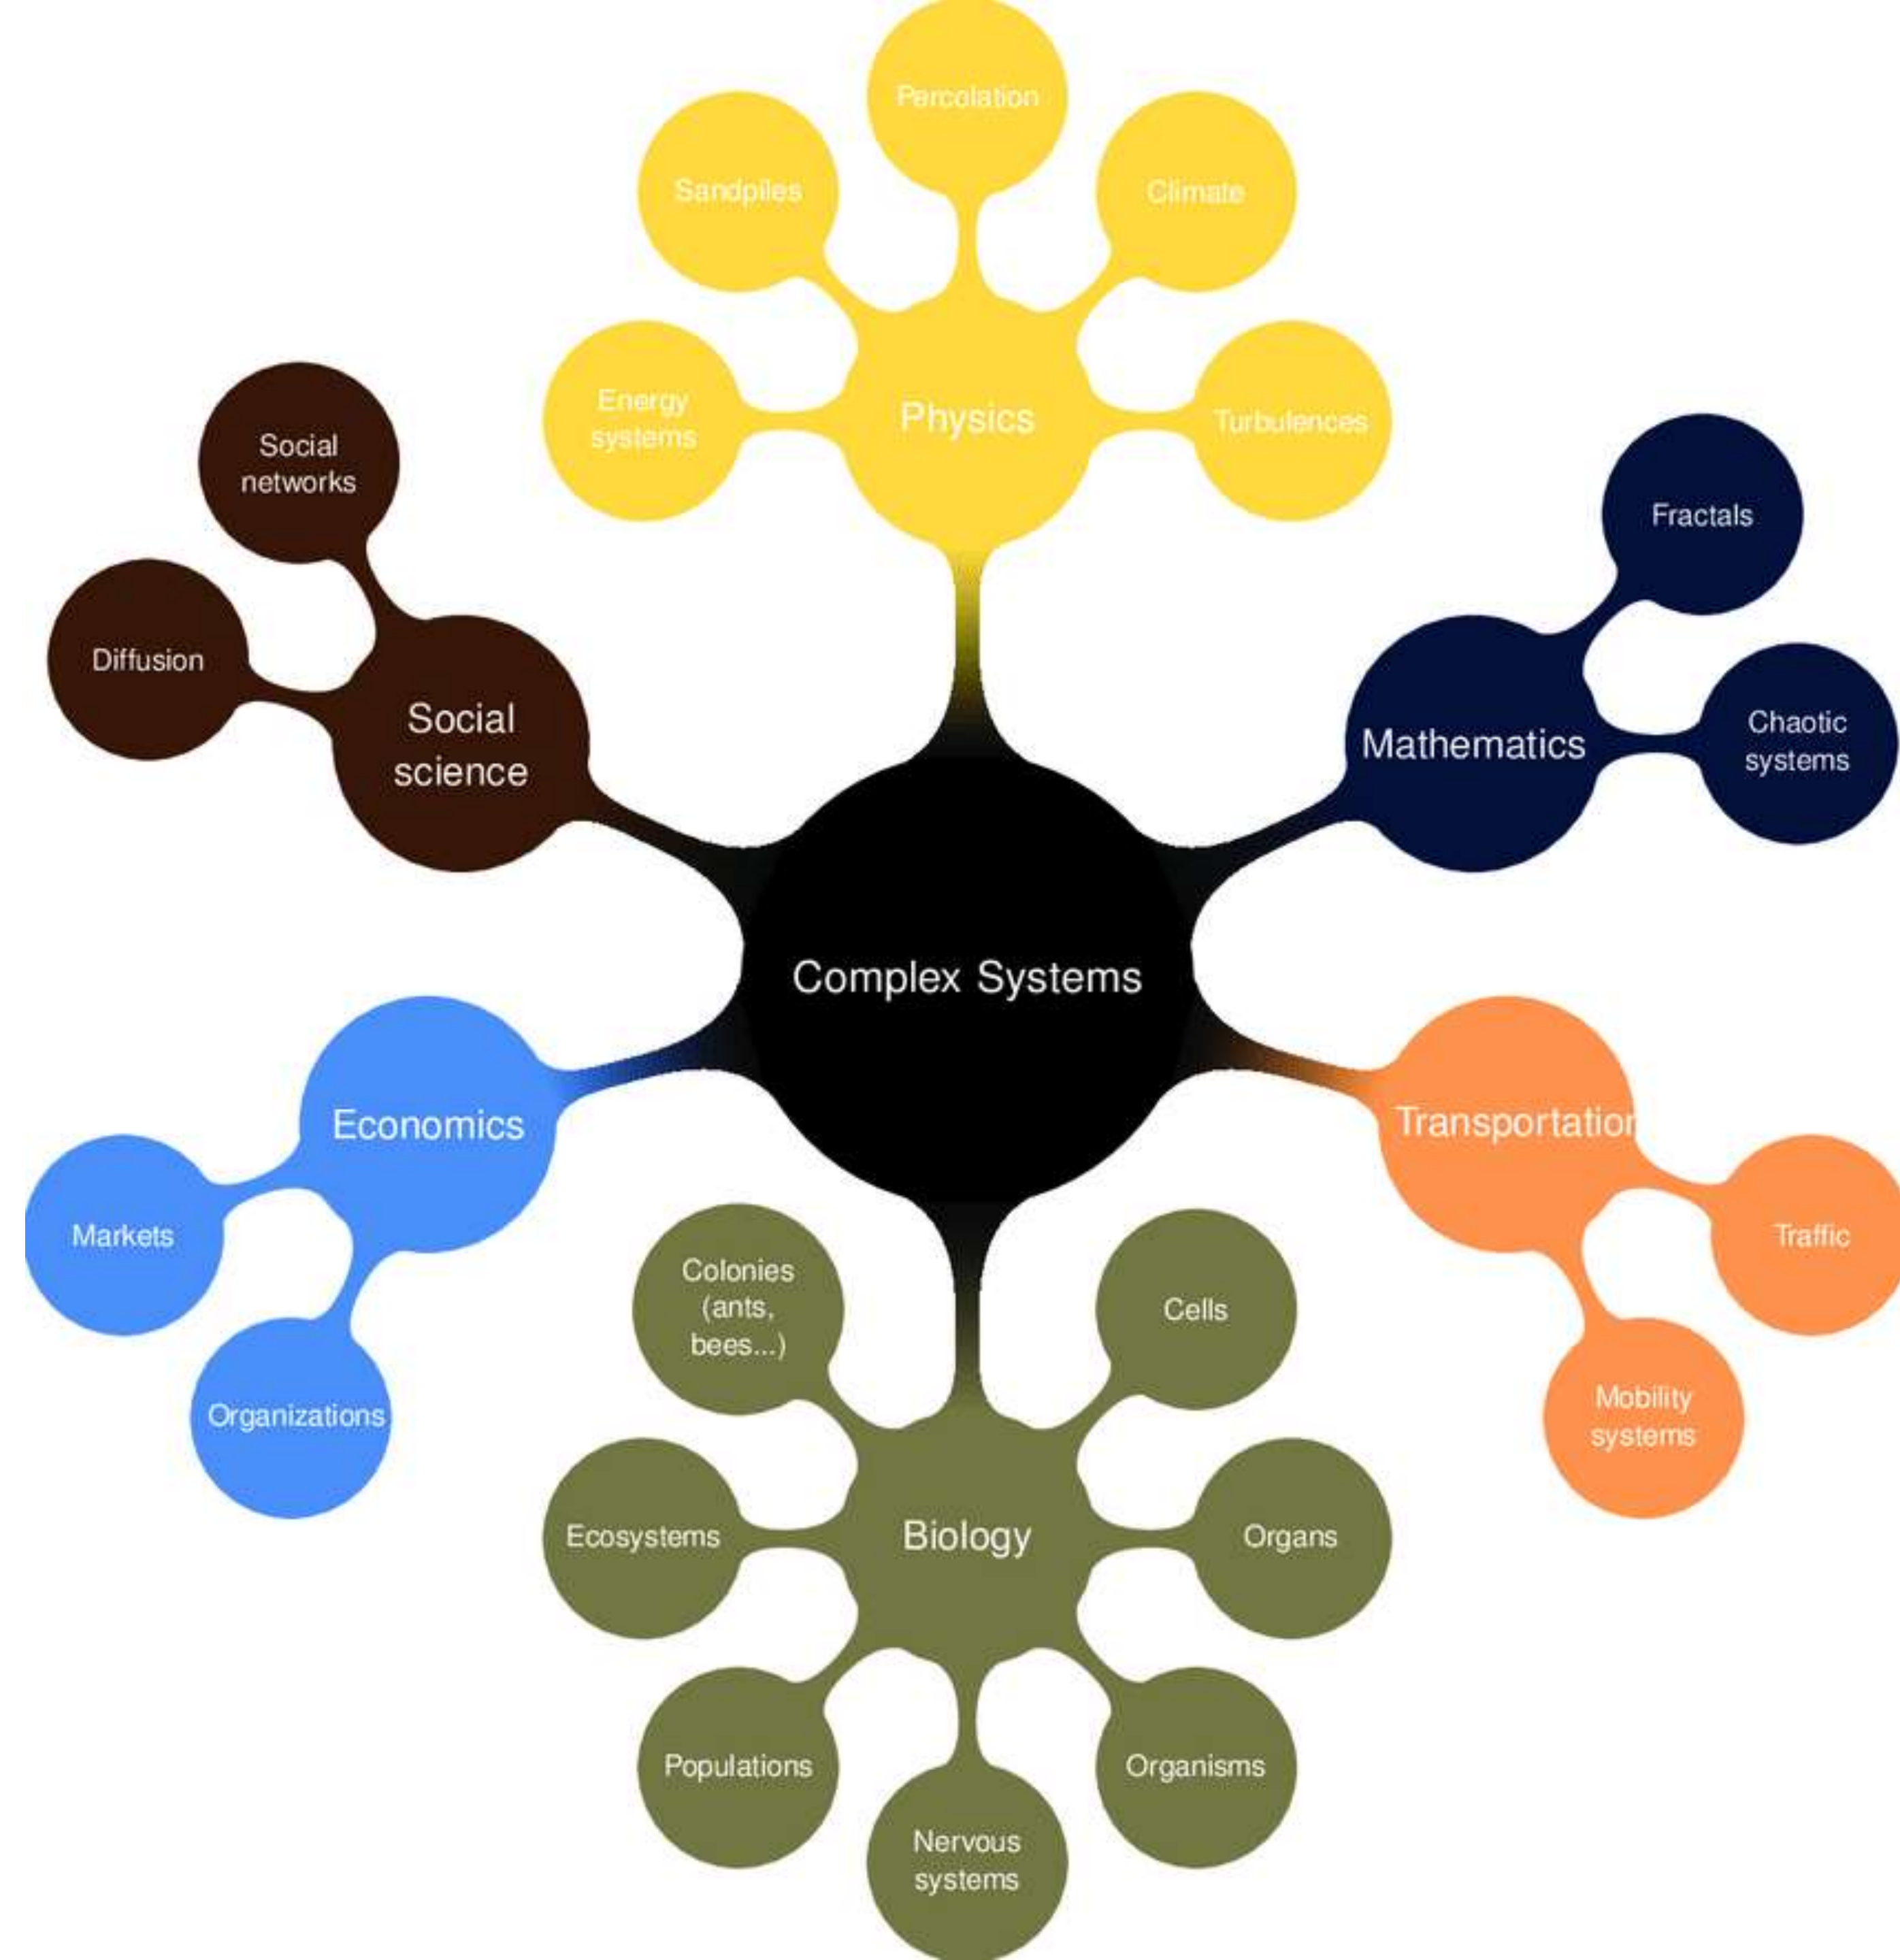 Percolation
Sandpiles
Climate
Energy
systems
Physics
Turbulences
Social
networks
Fractals
Diffusion
Social
science
Mathematics
Chaotic
systems
Complex Systems
Economics
Transportation
Markets
Traffic
Organizations
Mobility
systems
Colonies
(ants,
bees...)
Cells
Ecosystems
Biology
Organs
Populations
Organisms
Nervous
systems